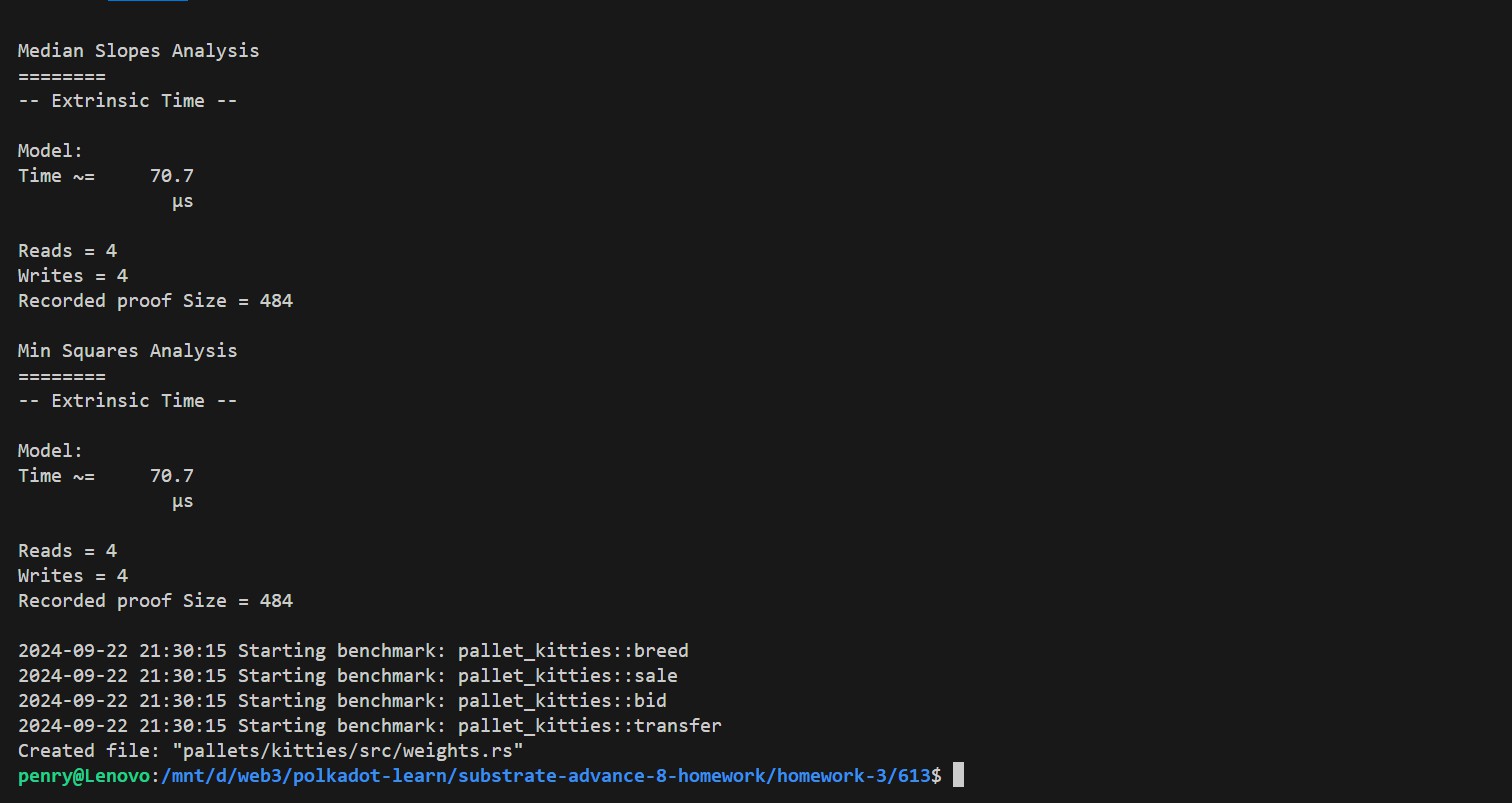 Median Slopes Analysis
========
-- Extrinsic Time --
Model:
Time ~=     70.7
              µs
Reads = 4
Writes = 4
Recorded proof Size = 484
Min Squares Analysis
========
-- Extrinsic Time --
Model:
Time ~=     70.7
              µs
Reads = 4
Writes = 4
Recorded proof Size = 484
2024-09-22 21:30:15 Starting benchmark: pallet_kitties::breed
2024-09-22 21:30:15 Starting benchmark: pallet_kitties::sale
2024-09-22 21:30:15 Starting benchmark: pallet_kitties::bid
2024-09-22 21:30:15 Starting benchmark: pallet_kitties::transfer
Created file: "pallets/kitties/src/weights.rs"
penry@Lenovo:/mnt/d/web3/polkadot-learn/substrate-advance-8-homework/homework-3/613$